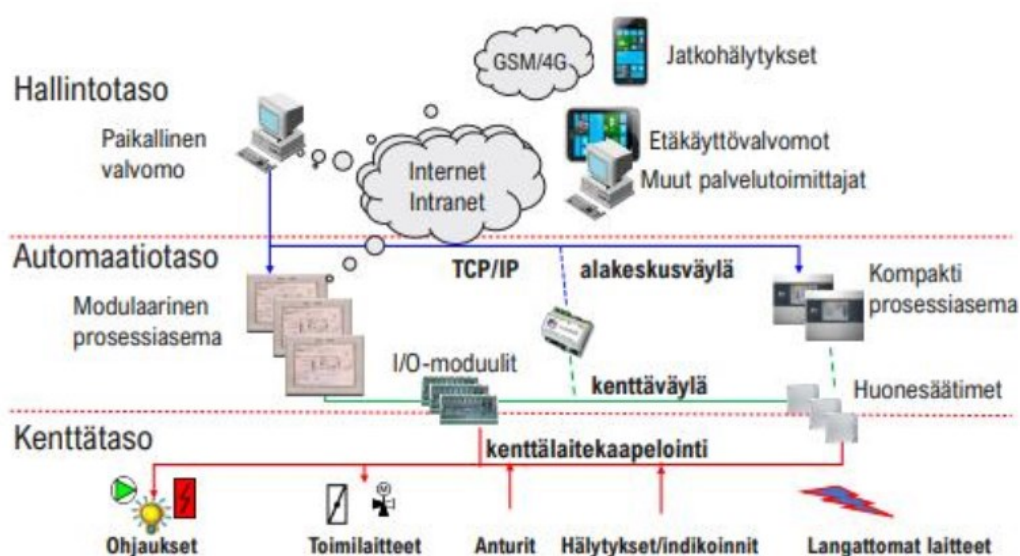 GSM/4G
Jatkohälytykset
Hallintotaso
Paikallinen
valvomo
Internet
Intranet
Etäkäyttövalvomot
Muut palvelutoimittajat
Automaatiotaso
TCP/IP
alakeskusväylä
Kompakti
prosessiasema
Modulaarinen
prosessiasema
I/O-moduulit
kenttäväylä
Huonesäätimet
Kenttätaso
kenttälaitekaapelointi
M
Ohjaukset
Toimilaitteet
Anturit
Hälytykset/indikoinnit
Langattomat laitteet